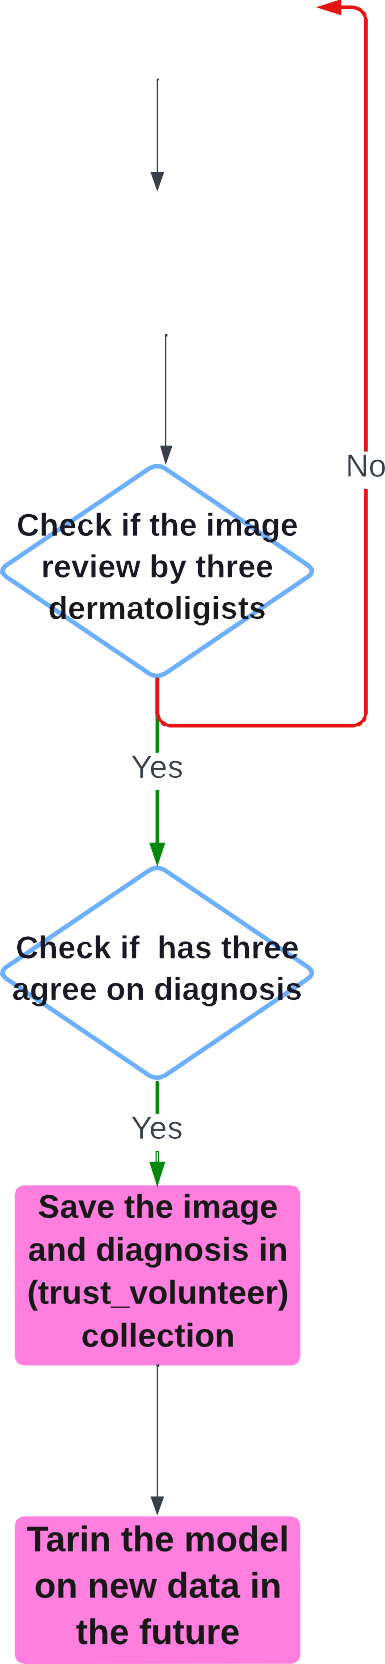 No
Check if the image
review by three
dermatoligists
Yes
Check if  has three
agree on diagnosis
Yes
Save the image
and diagnosis in
(trust_volunteer)
collection
Tarin the model
on new data in
the future